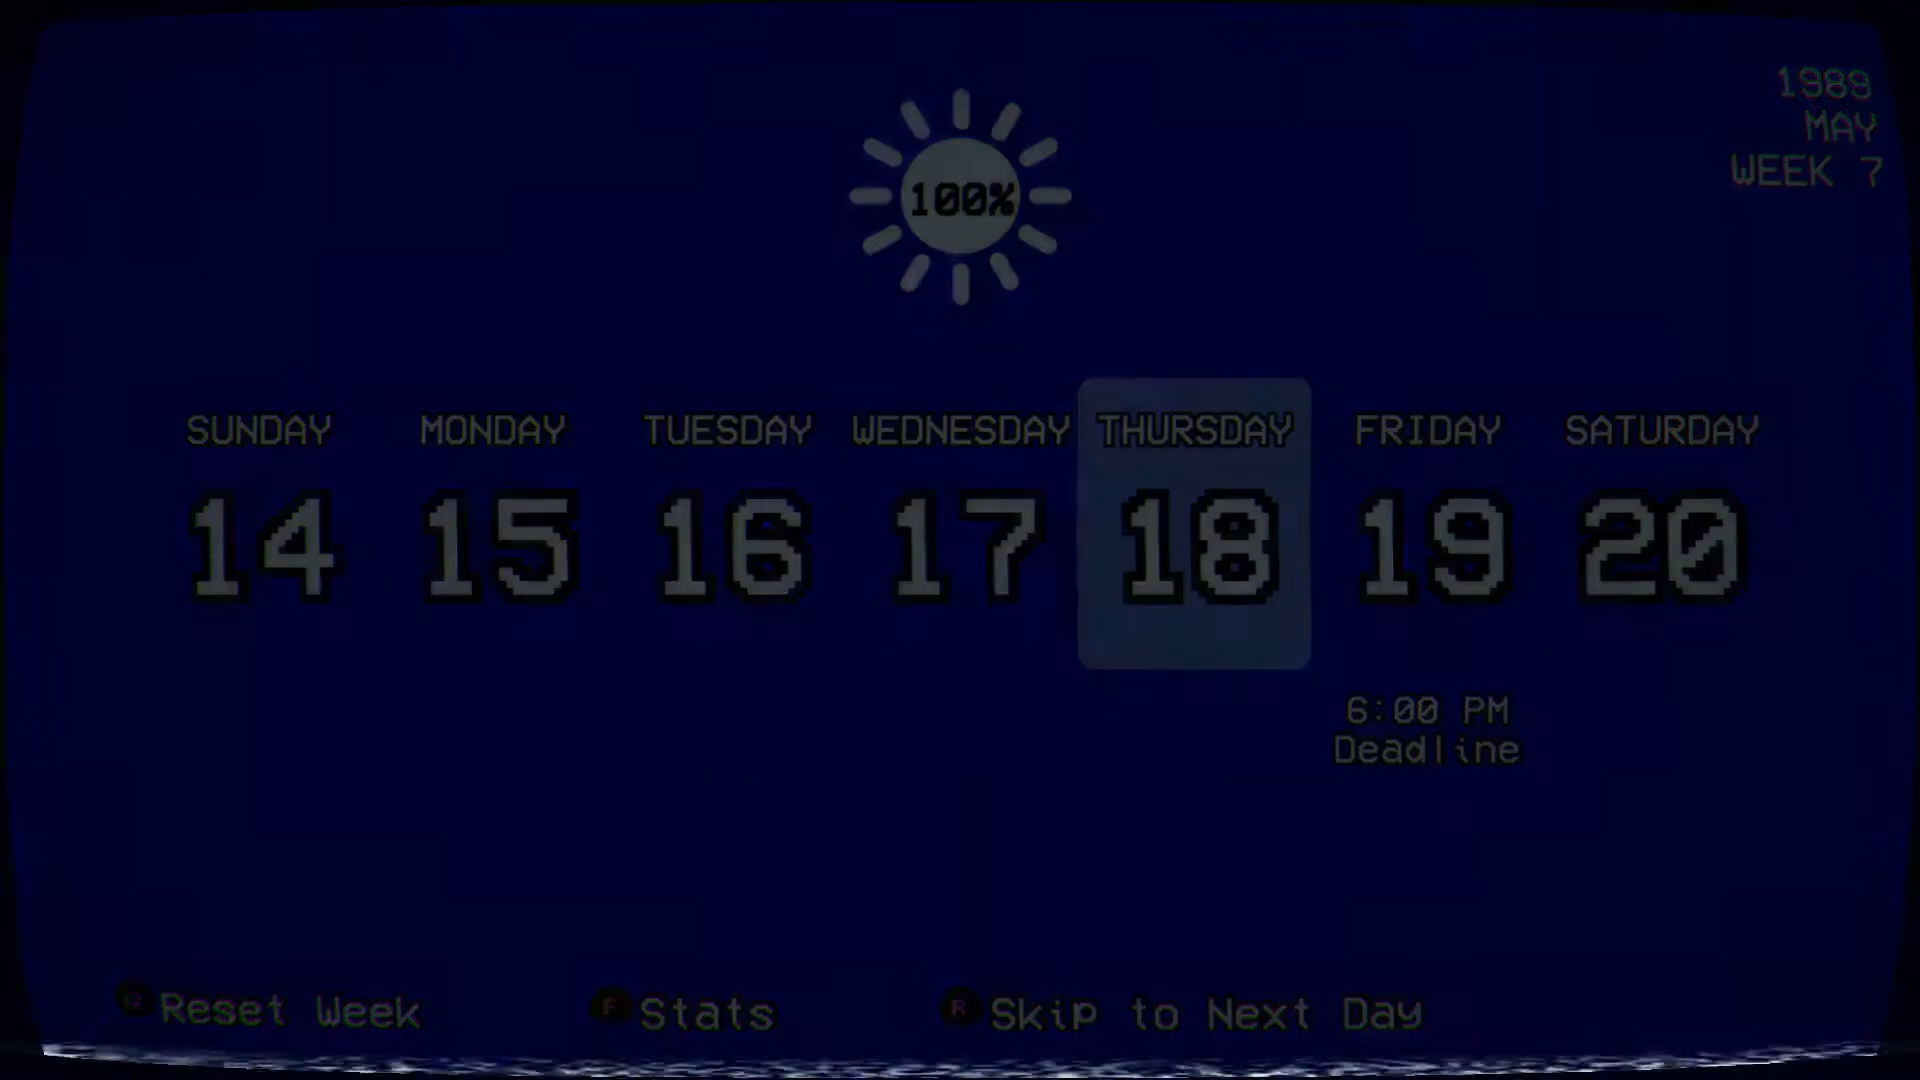 1989
MAY
WEEK 7
100%
SUNDAY MONDAY TUESDAY WEDNESDAY THURSDAY FRIDAY SATURDAY
14 15 16 17 18 19 20
6:00 PM
Deadline
Q Reset Week F Stats R Skip to Next Day